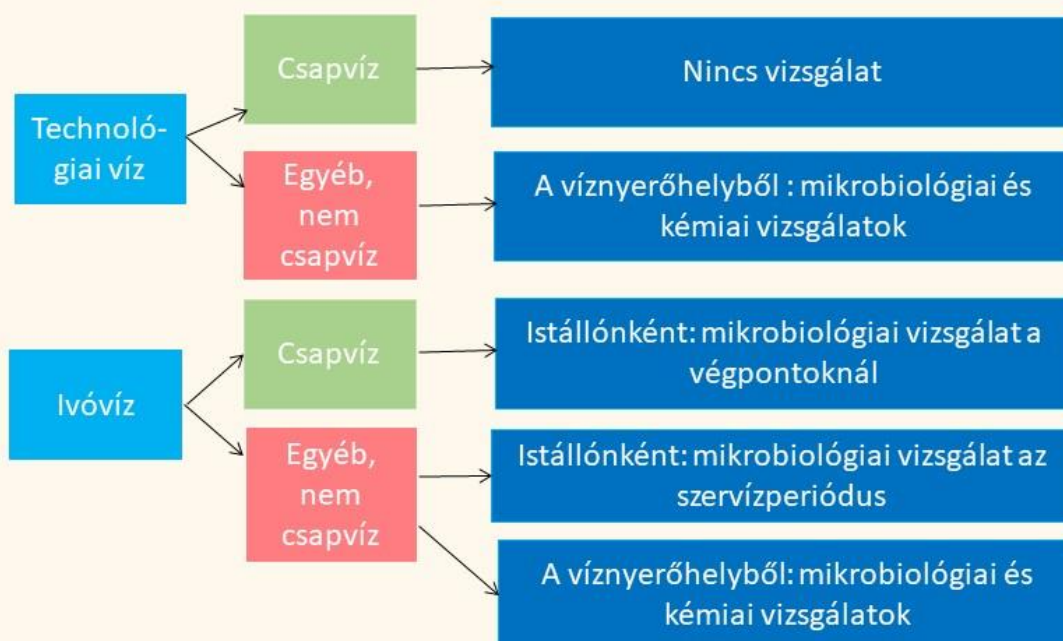 Technoló-
giai víz
Csapvíz
Nincs vizsgálat
Egyéb,
nem
csapvíz
A víznyerőhelyből : mikrobiológiai és
kémiai vizsgálatok
Ivóvíz
Csapvíz
Istállónként: mikrobiológiai vizsgálat a
végpontoknál
Egyéb,
nem
csapvíz
Istállónként: mikrobiológiai vizsgálat az
szervízperiódus
A víznyerőhelyből: mikrobiológiai és
kémiai vizsgálatok